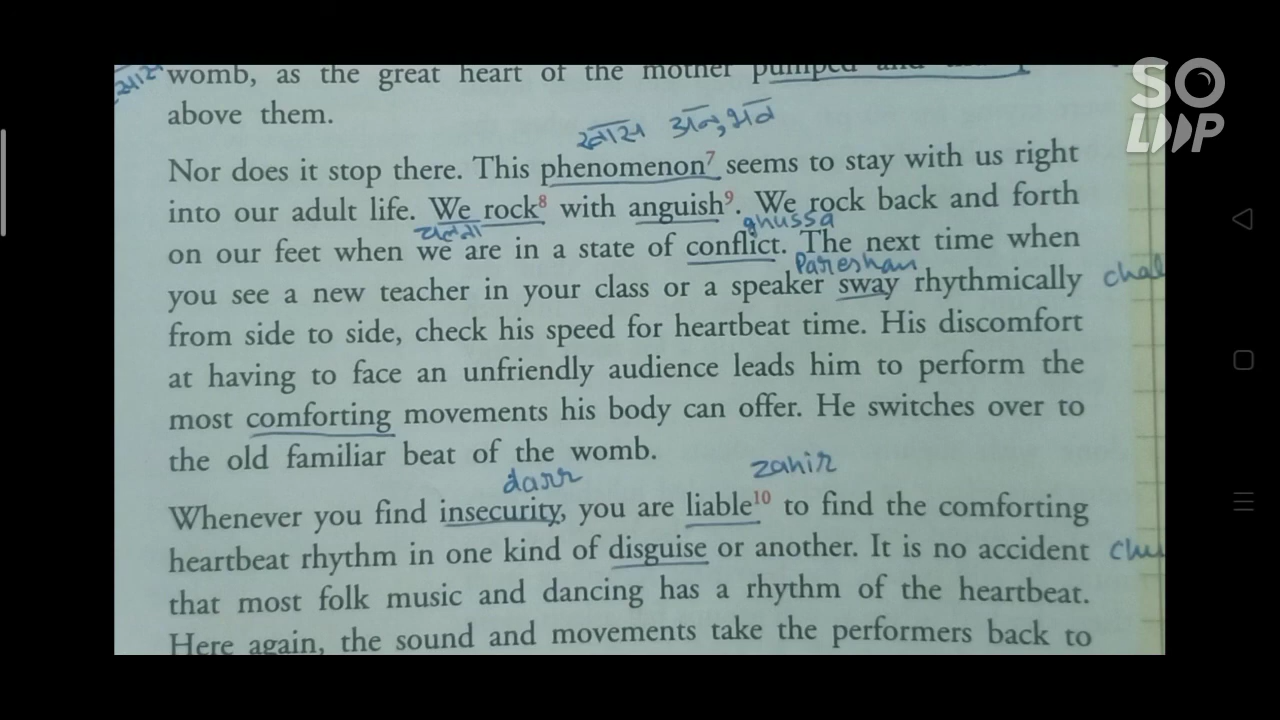 womb, as the great heart of the mother pumped and
above them.
खास अनुभव
Nor does it stop there. This phenomenon⁷ seems to stay with us right
into our adult life. We rock⁸ with anguish⁹. We rock back and forth
ghussa
on our feet when we are in a state of conflict. The next time when
Pareshan
you see a new teacher in your class or a speaker sway rhythmically
from side to side, check his speed for heartbeat time. His discomfort
at having to face an unfriendly audience leads him to perform the
most comforting movements his body can offer. He switches over to
the old familiar beat of the womb.
darr zahir
Whenever you find insecurity, you are liable¹⁰ to find the comforting
heartbeat rhythm in one kind of disguise or another. It is no accident
that most folk music and dancing has a rhythm of the heartbeat.
Here again, the sound and movements take the performers back to
SOLOOP